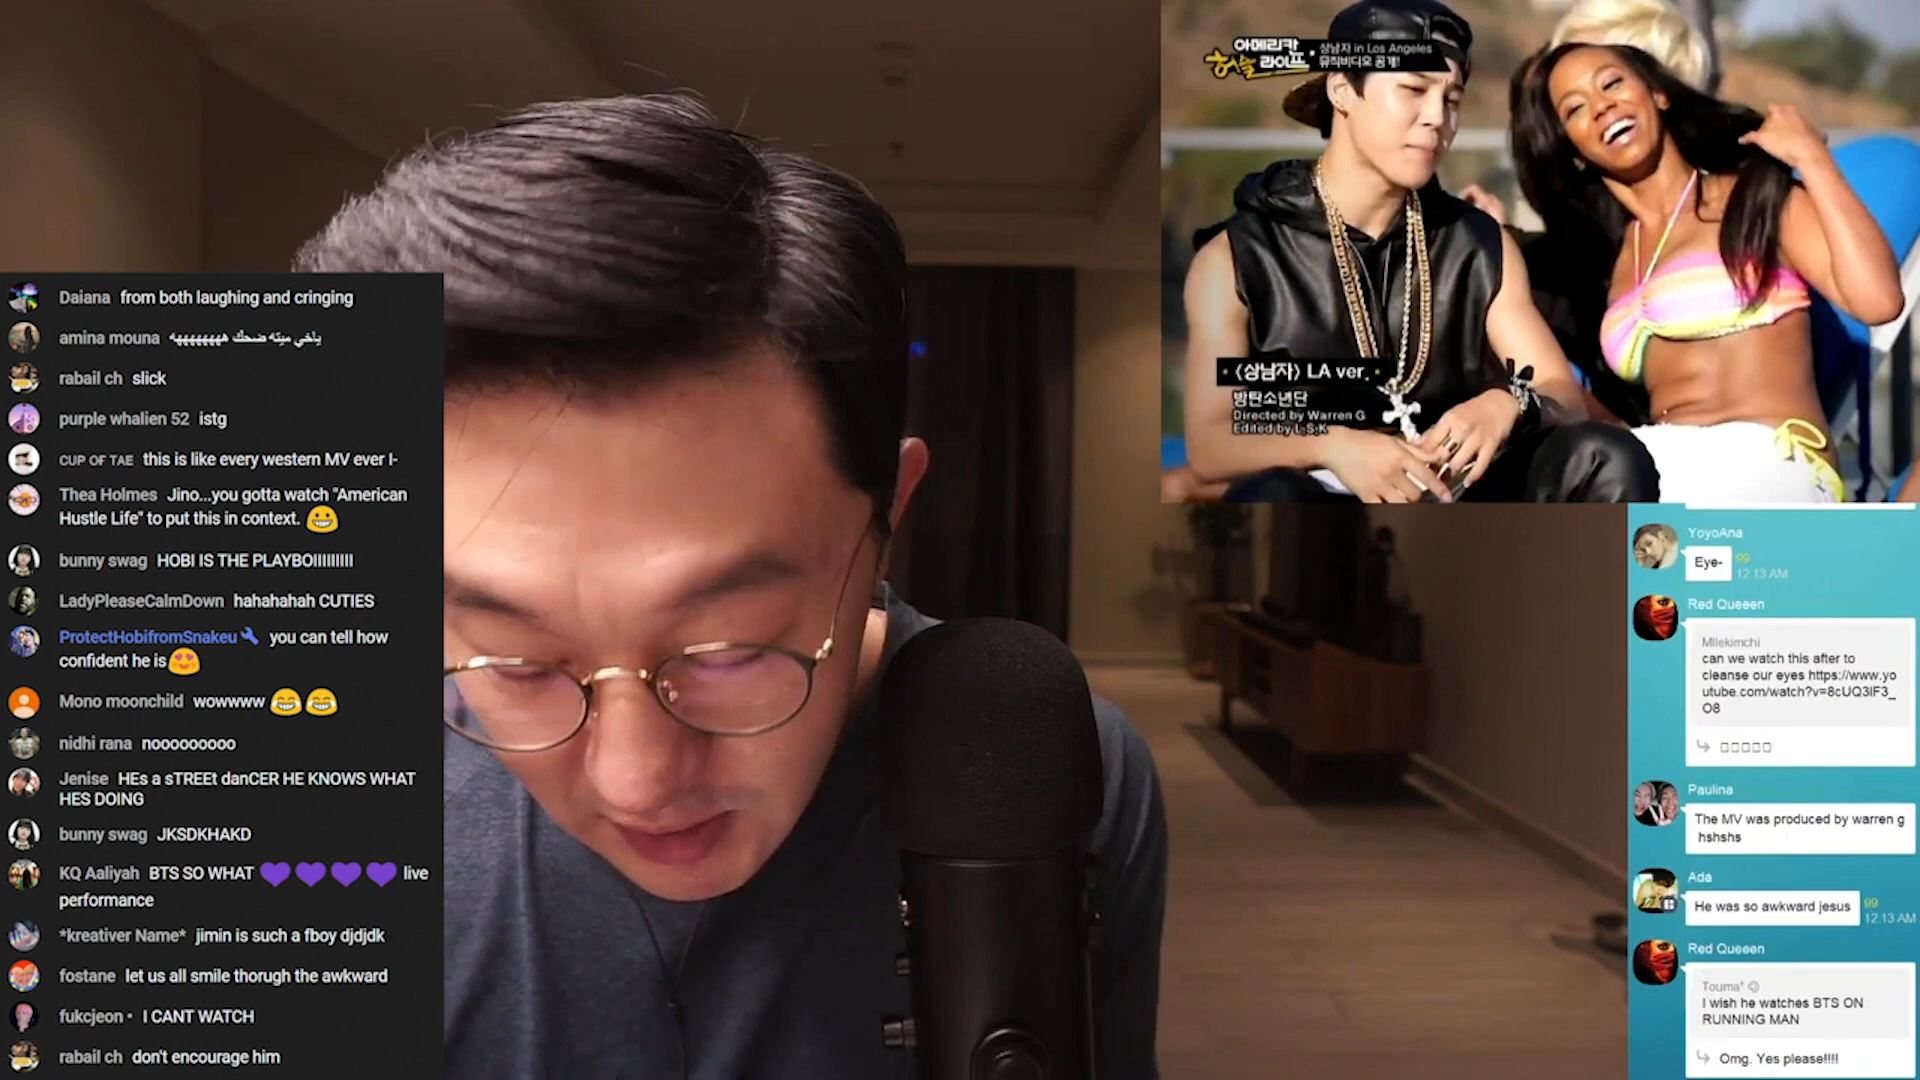 Daiana from both laughing and cringing
amina mouna ياخي ميته ضحك هههههههه
rabail ch slick
purple whalien 52 istg
CUP OF TAE this is like every western MV ever I-
Thea Holmes Jino...you gotta watch "American
Hustle Life" to put this in context. 😀
bunny swag HOBI IS THE PLAYBOIIIIIIIII
LadyPleaseCalmDown hahahahah CUTIES
ProtectHobifromSnakeu🔧 you can tell how
confident he is😍
Mono moonchild wowwww 😂😂
nidhi rana nooooooooo
Jenise HEs a sTREEt danCER HE KNOWS WHAT
HES DOING
bunny swag JKSDKHAKD
KQ Aaliyah BTS SO WHAT 💜💜💜💜 live
performance
*kreativer Name* jimin is such a fboy djdjdk
fostane let us all smile thorugh the awkward
fukcjeon • I CANT WATCH
rabail ch don't encourage him
아메리칸
허슬 라이프
상남자 in Los Angeles
뮤직비디오 공개!
<상남자> LA ver.
방탄소년단
Directed by Warren G
Edited by L.S.K
YoyoAna
Eye-
99
12:13 AM
Red Queeen
Mllekimchi
can we watch this after to
cleanse our eyes https://www.yo
utube.com/watch?v=8cUQ3lF3_
O8
Paulina
The MV was produced by warren g
hshshs
Ada
He was so awkward jesus
99
12:13 AM
Red Queeen
Touma*
I wish he watches BTS ON
RUNNING MAN
Omg. Yes please!!!!